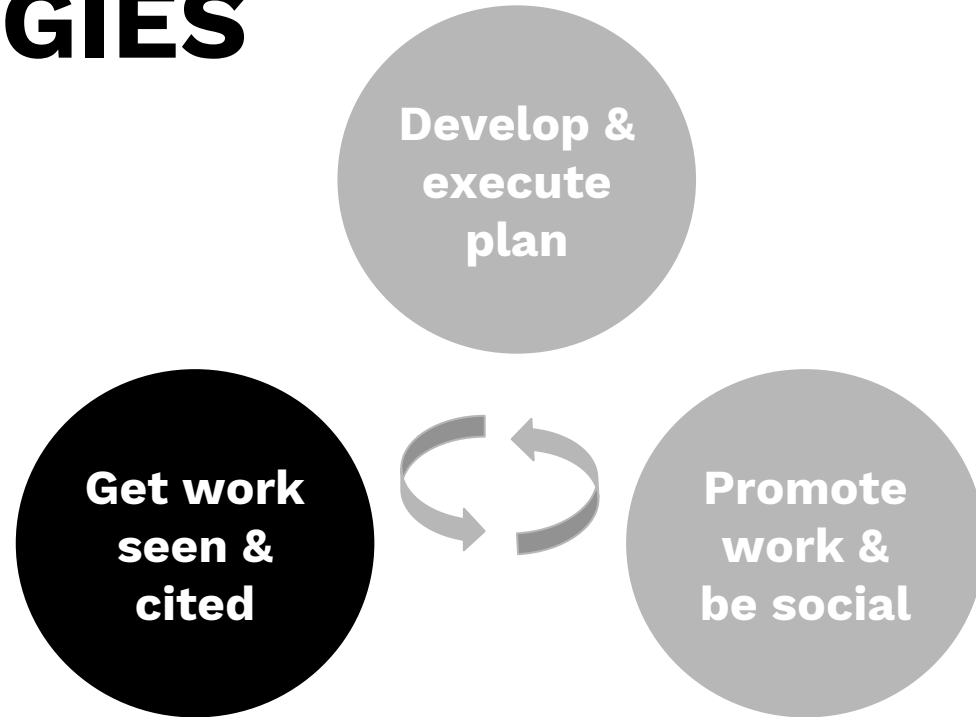 GIES
Develop &
execute
plan
Get work
seen &
cited
Promote
work &
be social